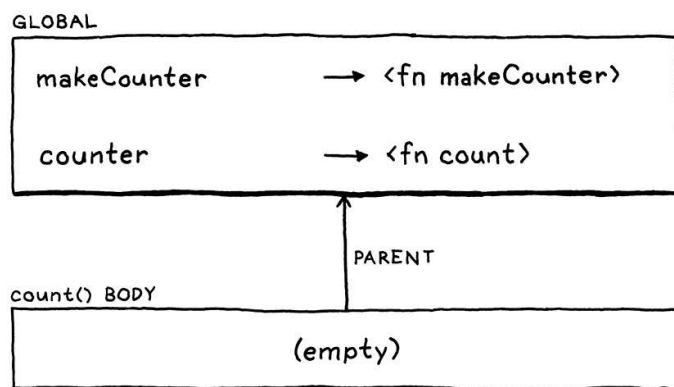 GLOBAL
makeCounter → <fn makeCounter>
counter → <fn count>
PARENT
count() BODY
(empty)